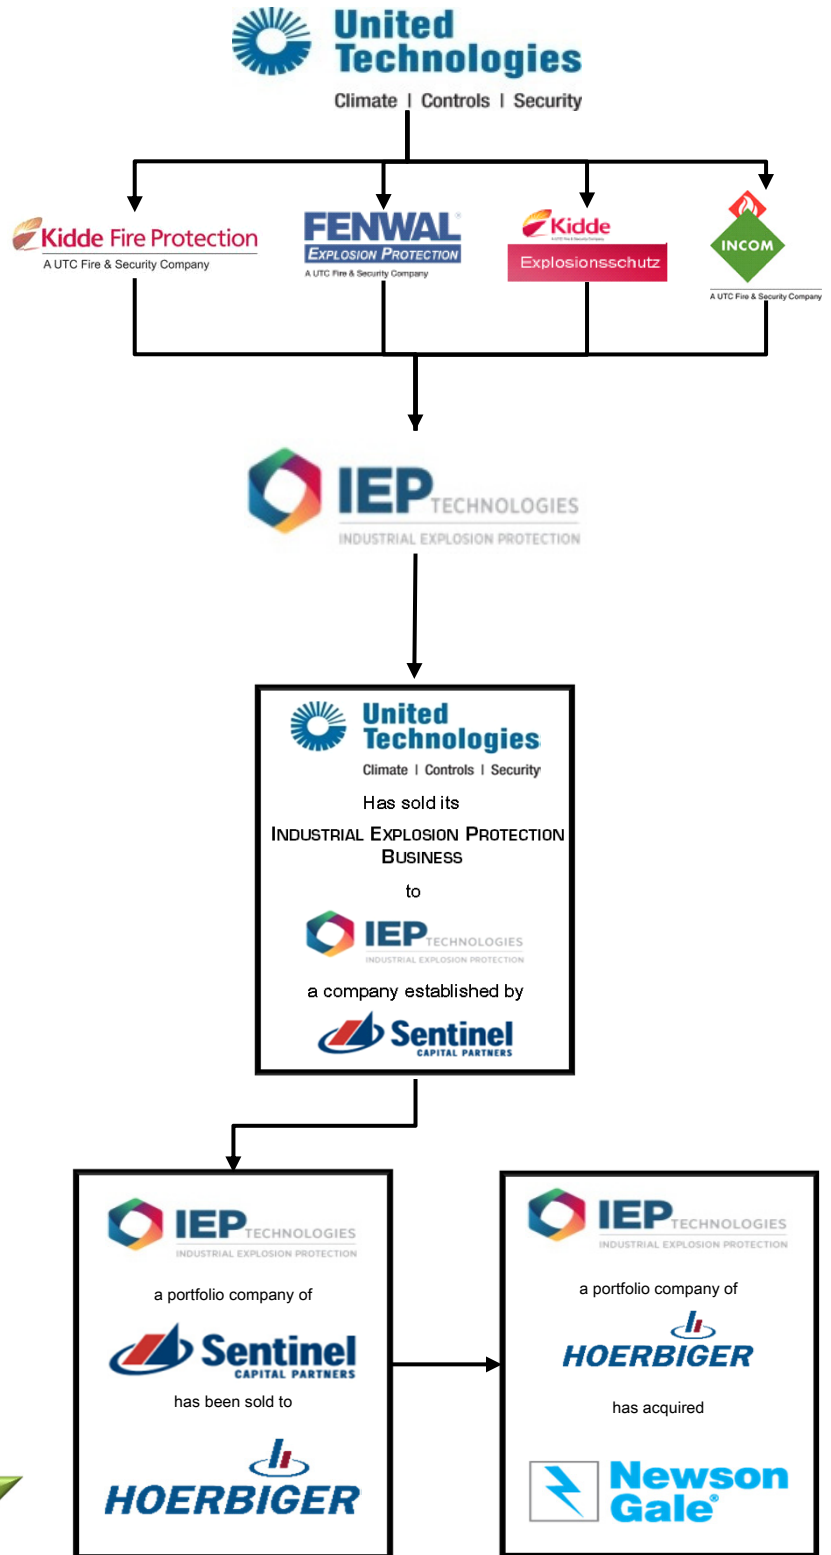 United
Technologies
Climate | Controls | Security
Kidde Fire Protection
A UTC Fire & Security Company
FENWAL®
EXPLOSION PROTECTION
A UTC Fire & Security Company
Kidde
A UTC Fire & Security Company
Explosionsschutz
INCOM
A UTC Fire & Security Company
IEP TECHNOLOGIES
INDUSTRIAL EXPLOSION PROTECTION
United
Technologies
Climate | Controls | Security
Has sold its
INDUSTRIAL EXPLOSION PROTECTION
BUSINESS
to
IEP TECHNOLOGIES
INDUSTRIAL EXPLOSION PROTECTION
a company established by
Sentinel
CAPITAL PARTNERS
IEP TECHNOLOGIES
INDUSTRIAL EXPLOSION PROTECTION
a portfolio company of
Sentinel
CAPITAL PARTNERS
has been sold to
HOERBIGER
IEP TECHNOLOGIES
INDUSTRIAL EXPLOSION PROTECTION
a portfolio company of
HOERBIGER
has acquired
Newson
Gale®